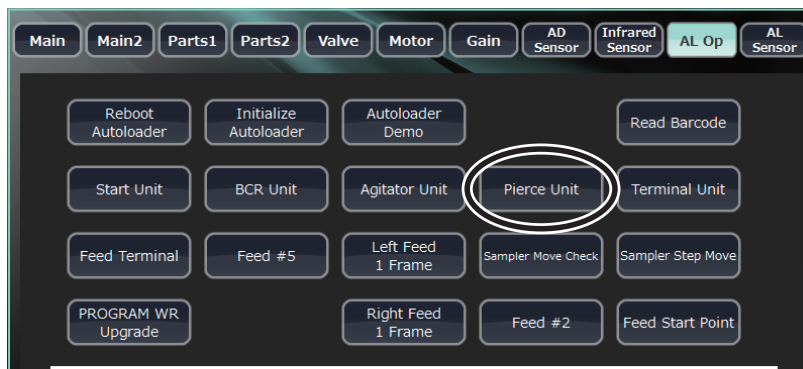 Main Main2 Parts1 Parts2 Valve Motor Gain AD Sensor Infrared Sensor AL Op AL Sensor
Reboot Autoloader Initialize Autoloader Autoloader Demo Read Barcode
Start Unit BCR Unit Agitator Unit Pierce Unit Terminal Unit
Feed Terminal Feed #5 Left Feed 1 Frame Sampler Move Check Sampler Step Move
PROGRAM WR Upgrade Right Feed 1 Frame Feed #2 Feed Start Point